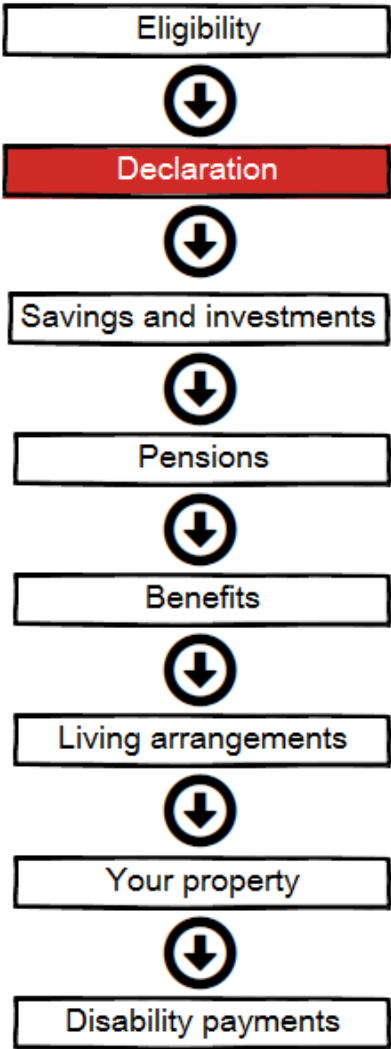 Eligibility
Declaration
Savings and investments
Pensions
Benefits
Living arrangements
Your property
Disability payments